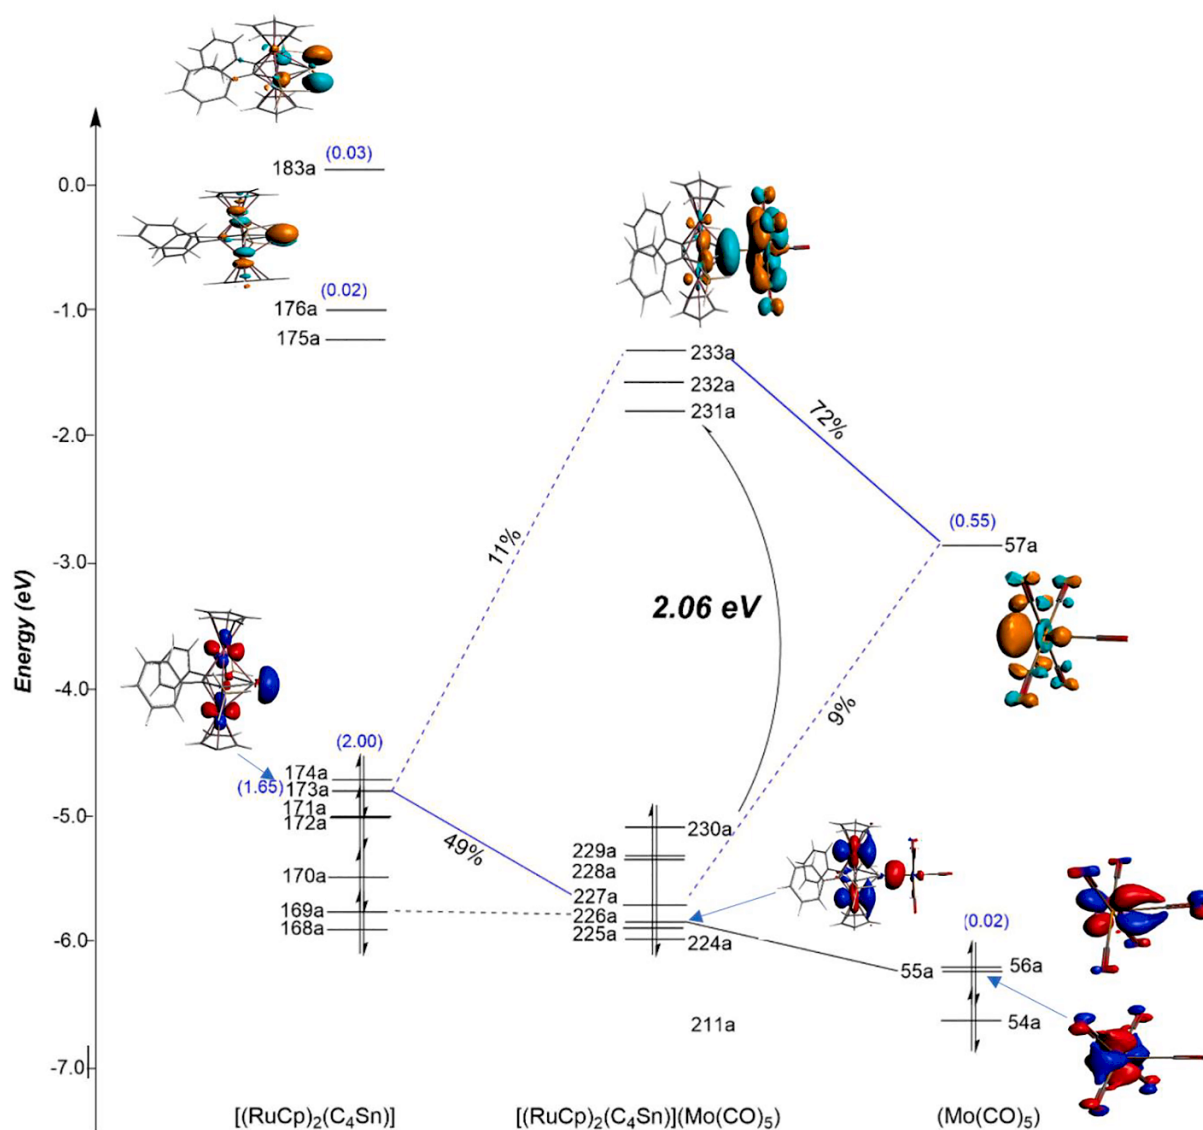 183a
(0.03)
0.0
(0.02)
176a
-1.0
175a
233a
232a
231a
72%
-2.0
11%
(0.55)
57a
-3.0
2.06 eV
Energy (eV)
-4.0
9%
(2.00)
174a
(1.65)
173a
171a
172a
-5.0
49%
230a
229a
228a
170a
227a
226a
225a
224a
169a
168a
-6.0
(0.02)
55a
56a
54a
211a
-7.0
[(RuCp)2(C4Sn)]
[(RuCp)2(C4Sn)](Mo(CO)5)
(Mo(CO)5)